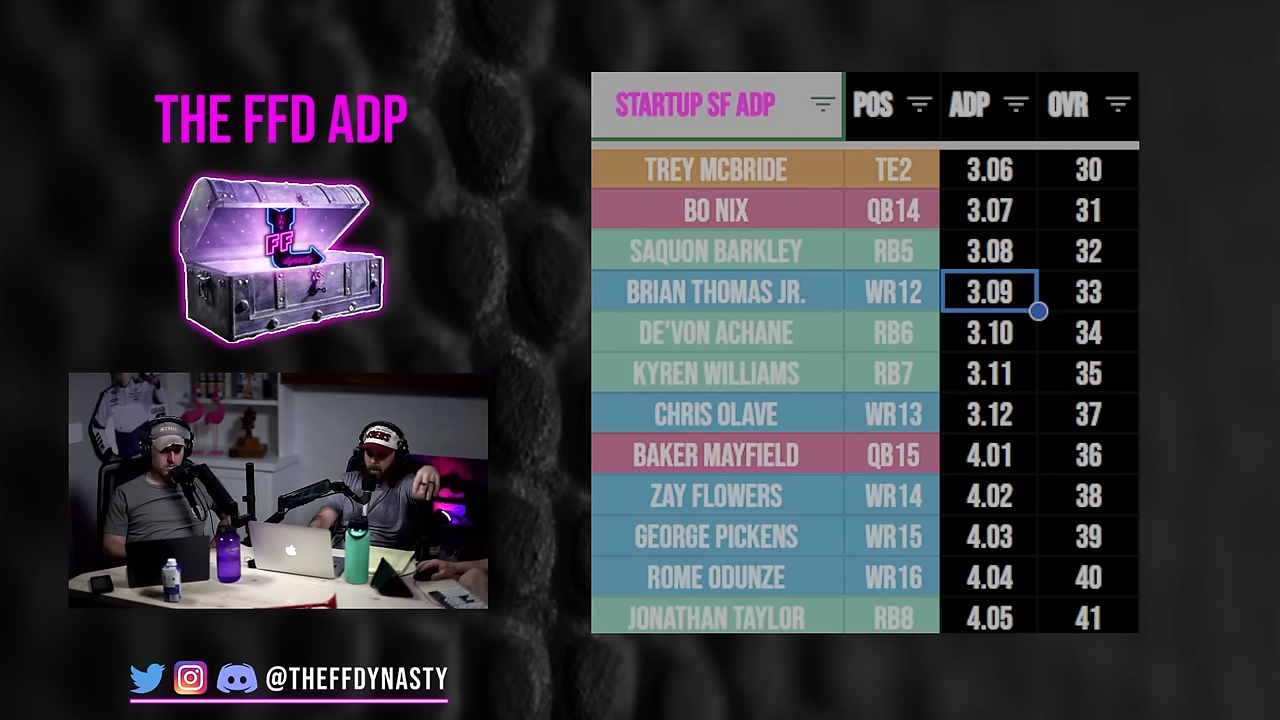 THE FFD ADP
FF
dynasty
@THEFFDYNASTY
STARTUP SF ADP POS ADP OVR
TREY MCBRIDE TE2 3.06 30
BO NIX QB14 3.07 31
SAQUON BARKLEY RB5 3.08 32
BRIAN THOMAS JR. WR12 3.09 33
DE'VON ACHANE RB6 3.10 34
KYREN WILLIAMS RB7 3.11 35
CHRIS OLAVE WR13 3.12 37
BAKER MAYFIELD QB15 4.01 36
ZAY FLOWERS WR14 4.02 38
GEORGE PICKENS WR15 4.03 39
ROME ODUNZE WR16 4.04 40
JONATHAN TAYLOR RB8 4.05 41